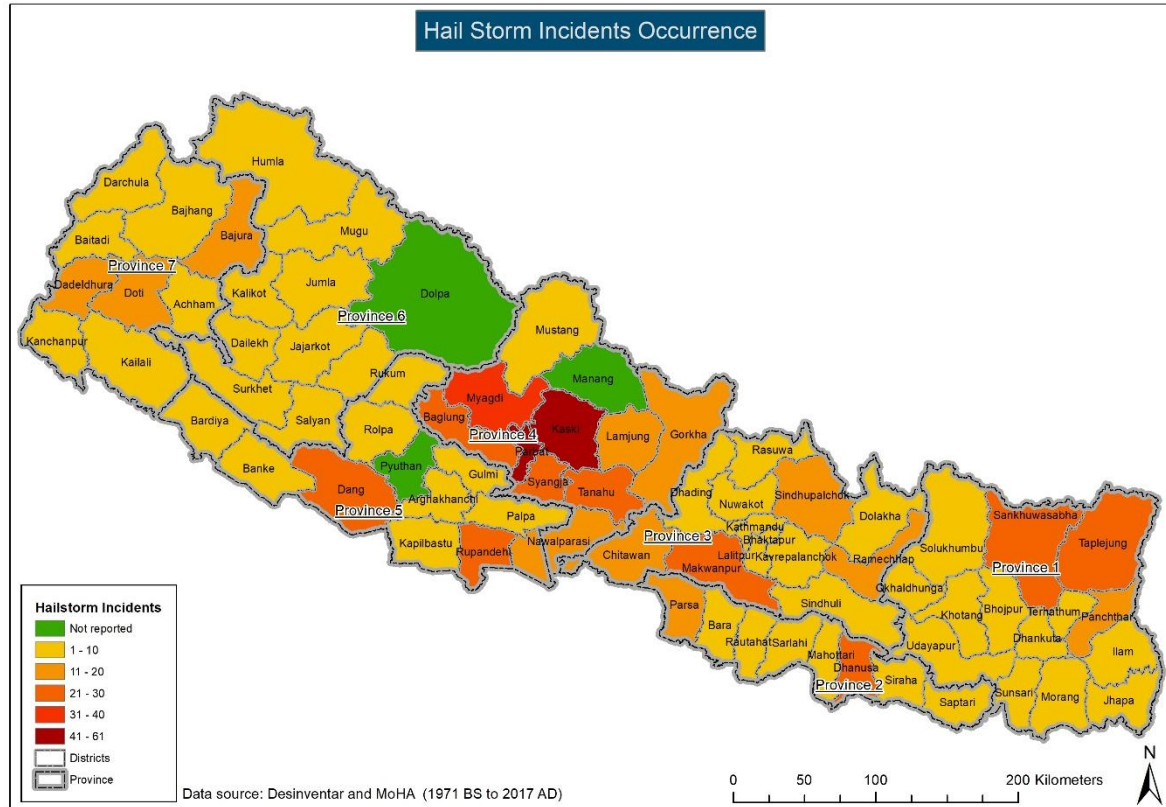 Hail Storm Incidents Occurrence
Humla
Darchula
Bajhang
Bajura
Mugu
Baitadi
Province 7
Dadeldhura
Doti
Achham
Kalikot
Jumla
Dolpa
Province 6
Kanchanpur
Kailali
Dailekh
Jajarkot
Mustang
Rukum
Manang
Surkhet
Myagdi
Bardiya
Salyan
Rolpa
Baglung
Kaski
Province 4
Parbat
Lamjung
Gorkha
Banke
Pyuthan
Gulmi
Syangja
Tanahu
Rasuwa
Dang
Arghakhanchi
Dhading
Nuwakot
Sindhupalchok
Province 5
Palpa
Dolakha
Kapilbastu
Rupandehi
Nawalparasi
Chitawan
Province 3
Kathmandu
Bhaktapur
Lalitpur
Kavrepalanchok
Makwanpur
Ramechhap
Solukhumbu
Sankhuwasabha
Taplejung
Province 1
Okhaldhunga
Sindhuli
Khotang
Bhojpur
Terhathum
Panchthar
Dhankuta
Parsa
Bara
Rautahat
Sarlahi
Mahottari
Dhanusa
Province 2
Siraha
Saptari
Udayapur
Sunsari
Morang
Ilam
Jhapa
Hailstorm Incidents
Not reported
1 - 10
11 - 20
21 - 30
31 - 40
41 - 61
Districts
Province
Data source: Desinventar and MoHA (1971 BS to 2017 AD)
0 50 100 200 Kilometers
N